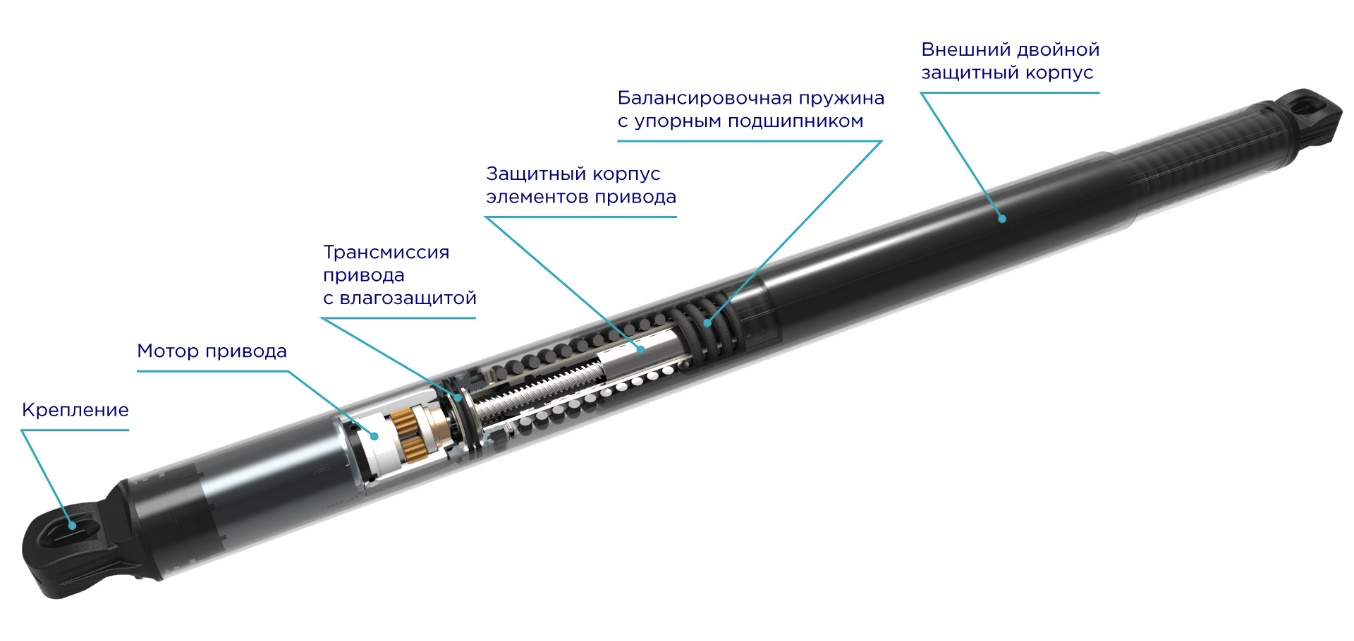 Внешний двойной
защитный корпус
Балансировочная пружина
с упорным подшипником
Защитный корпус
элементов привода
Трансмиссия
привода
с влагозащитой
Мотор привода
Крепление